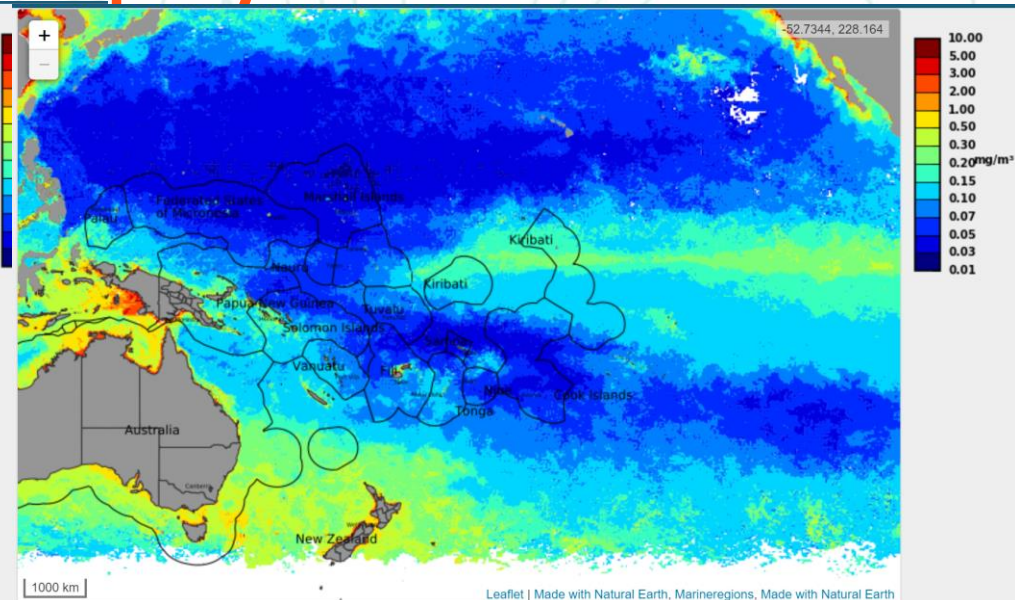 +
−
-52.7344, 228.164
10.00
5.00
3.00
2.00
1.00
0.50
0.30
0.20
mg/m³
0.15
0.10
0.07
0.05
0.03
0.01
Marshall Islands
Federated States
of Micronesia
Palau
Kiribati
Nauru
Kiribati
Papua New Guinea
Tuvalu
Solomon Islands
Samoa
Vanuatu
Fiji
Niue
Cook Islands
Tonga
Australia
Canberra
New Zealand
1000 km
Leaflet | Made with Natural Earth, Marineregions, Made with Natural Earth